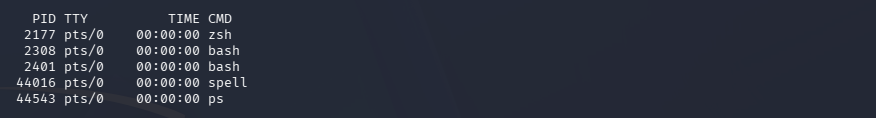 PID TTY          TIME CMD
   2177 pts/0    00:00:00 zsh
   2308 pts/0    00:00:00 bash
   2401 pts/0    00:00:00 bash
  44016 pts/0    00:00:00 spell
  44543 pts/0    00:00:00 ps